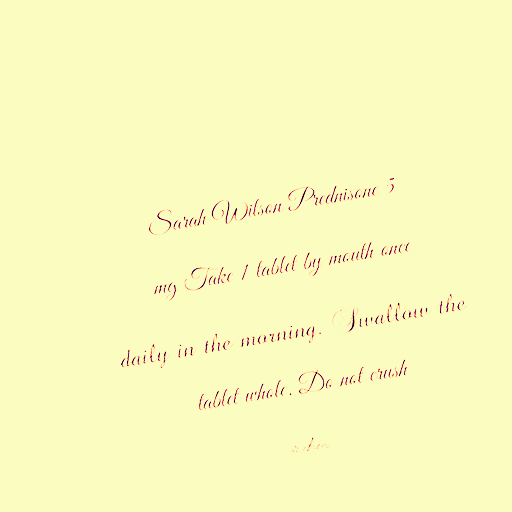 Sarah Wilson Prednisone 5
mg Take 1 tablet by mouth once
daily in the morning. Swallow the
tablet whole. Do not crush